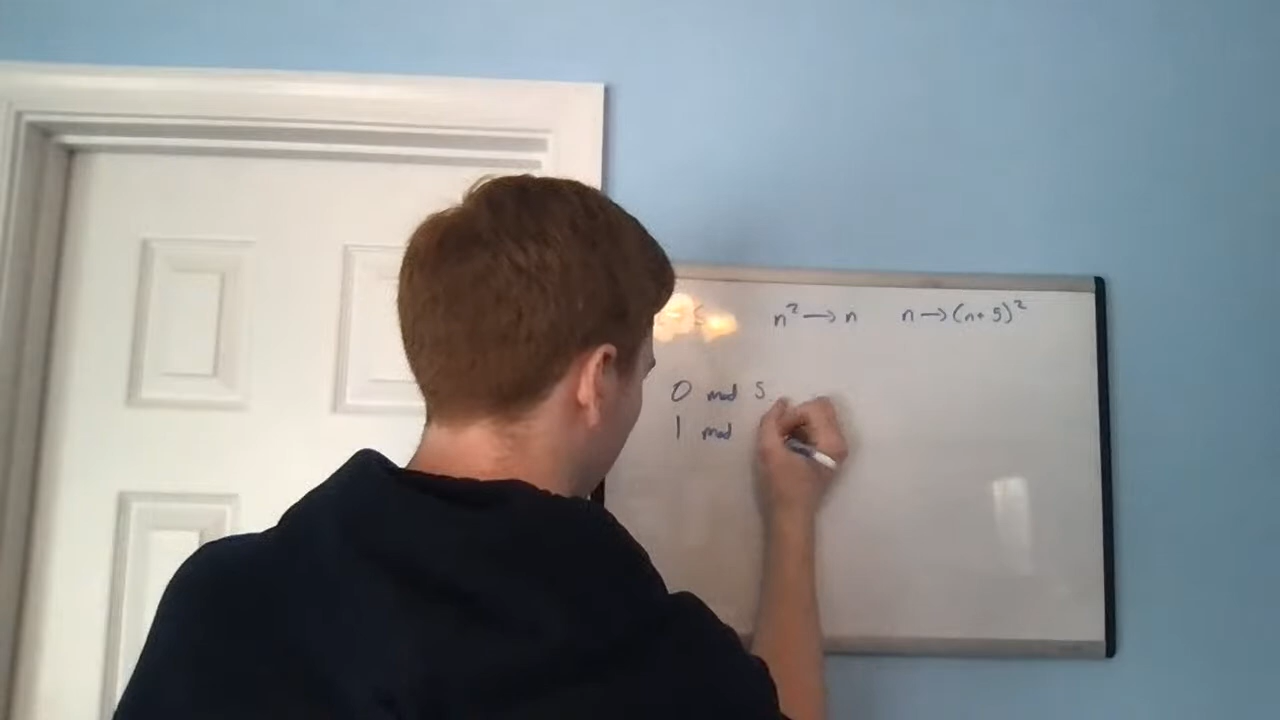 n² → n    n → (n+5)²
0 mod 5
1 mod